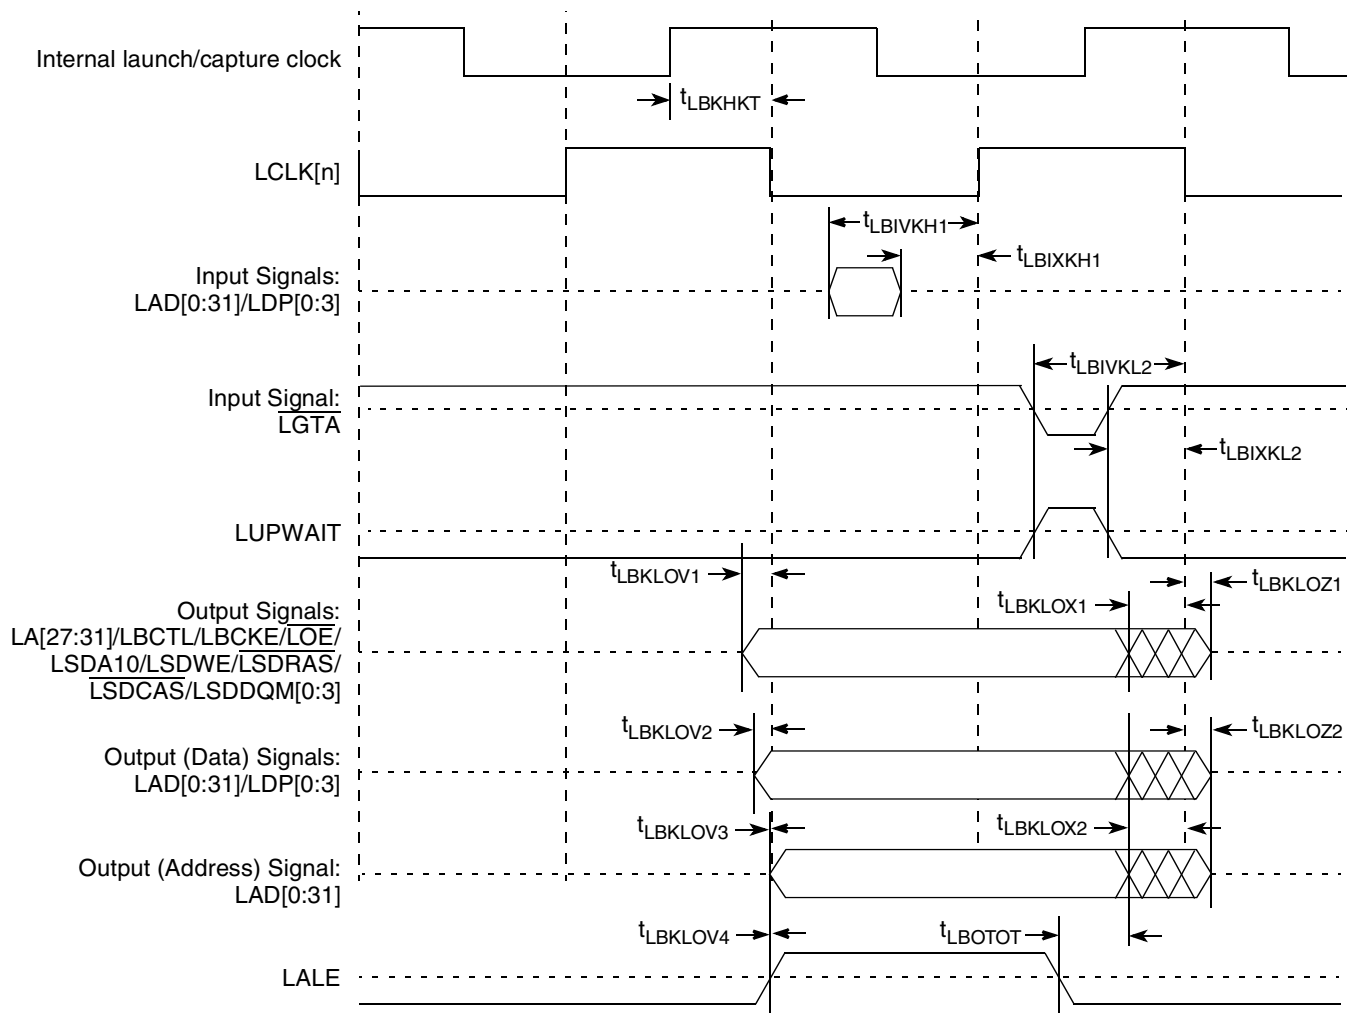 Internal launch/capture clock
tLBKHKT
LCLK[n]
tLBIVKH1
tLBIXKH1
Input Signals:
LAD[0:31]/LDP[0:3]
tLBIVKL2
Input Signal:
LGTA
tLBIXKL2
LUPWAIT
tLBKLOV1
tLBKLOZ1
tLBKLOX1
Output Signals:
LA[27:31]/LBCTL/LBCKE/LOE/
LSDA10/LSDWE/LSDRAS/
LSDCAS/LSDDQM[0:3]
tLBKLOV2
tLBKLOZ2
Output (Data) Signals:
LAD[0:31]/LDP[0:3]
tLBKLOV3
tLBKLOX2
Output (Address) Signal:
LAD[0:31]
tLBKLOV4
tLBOTOT
LALE